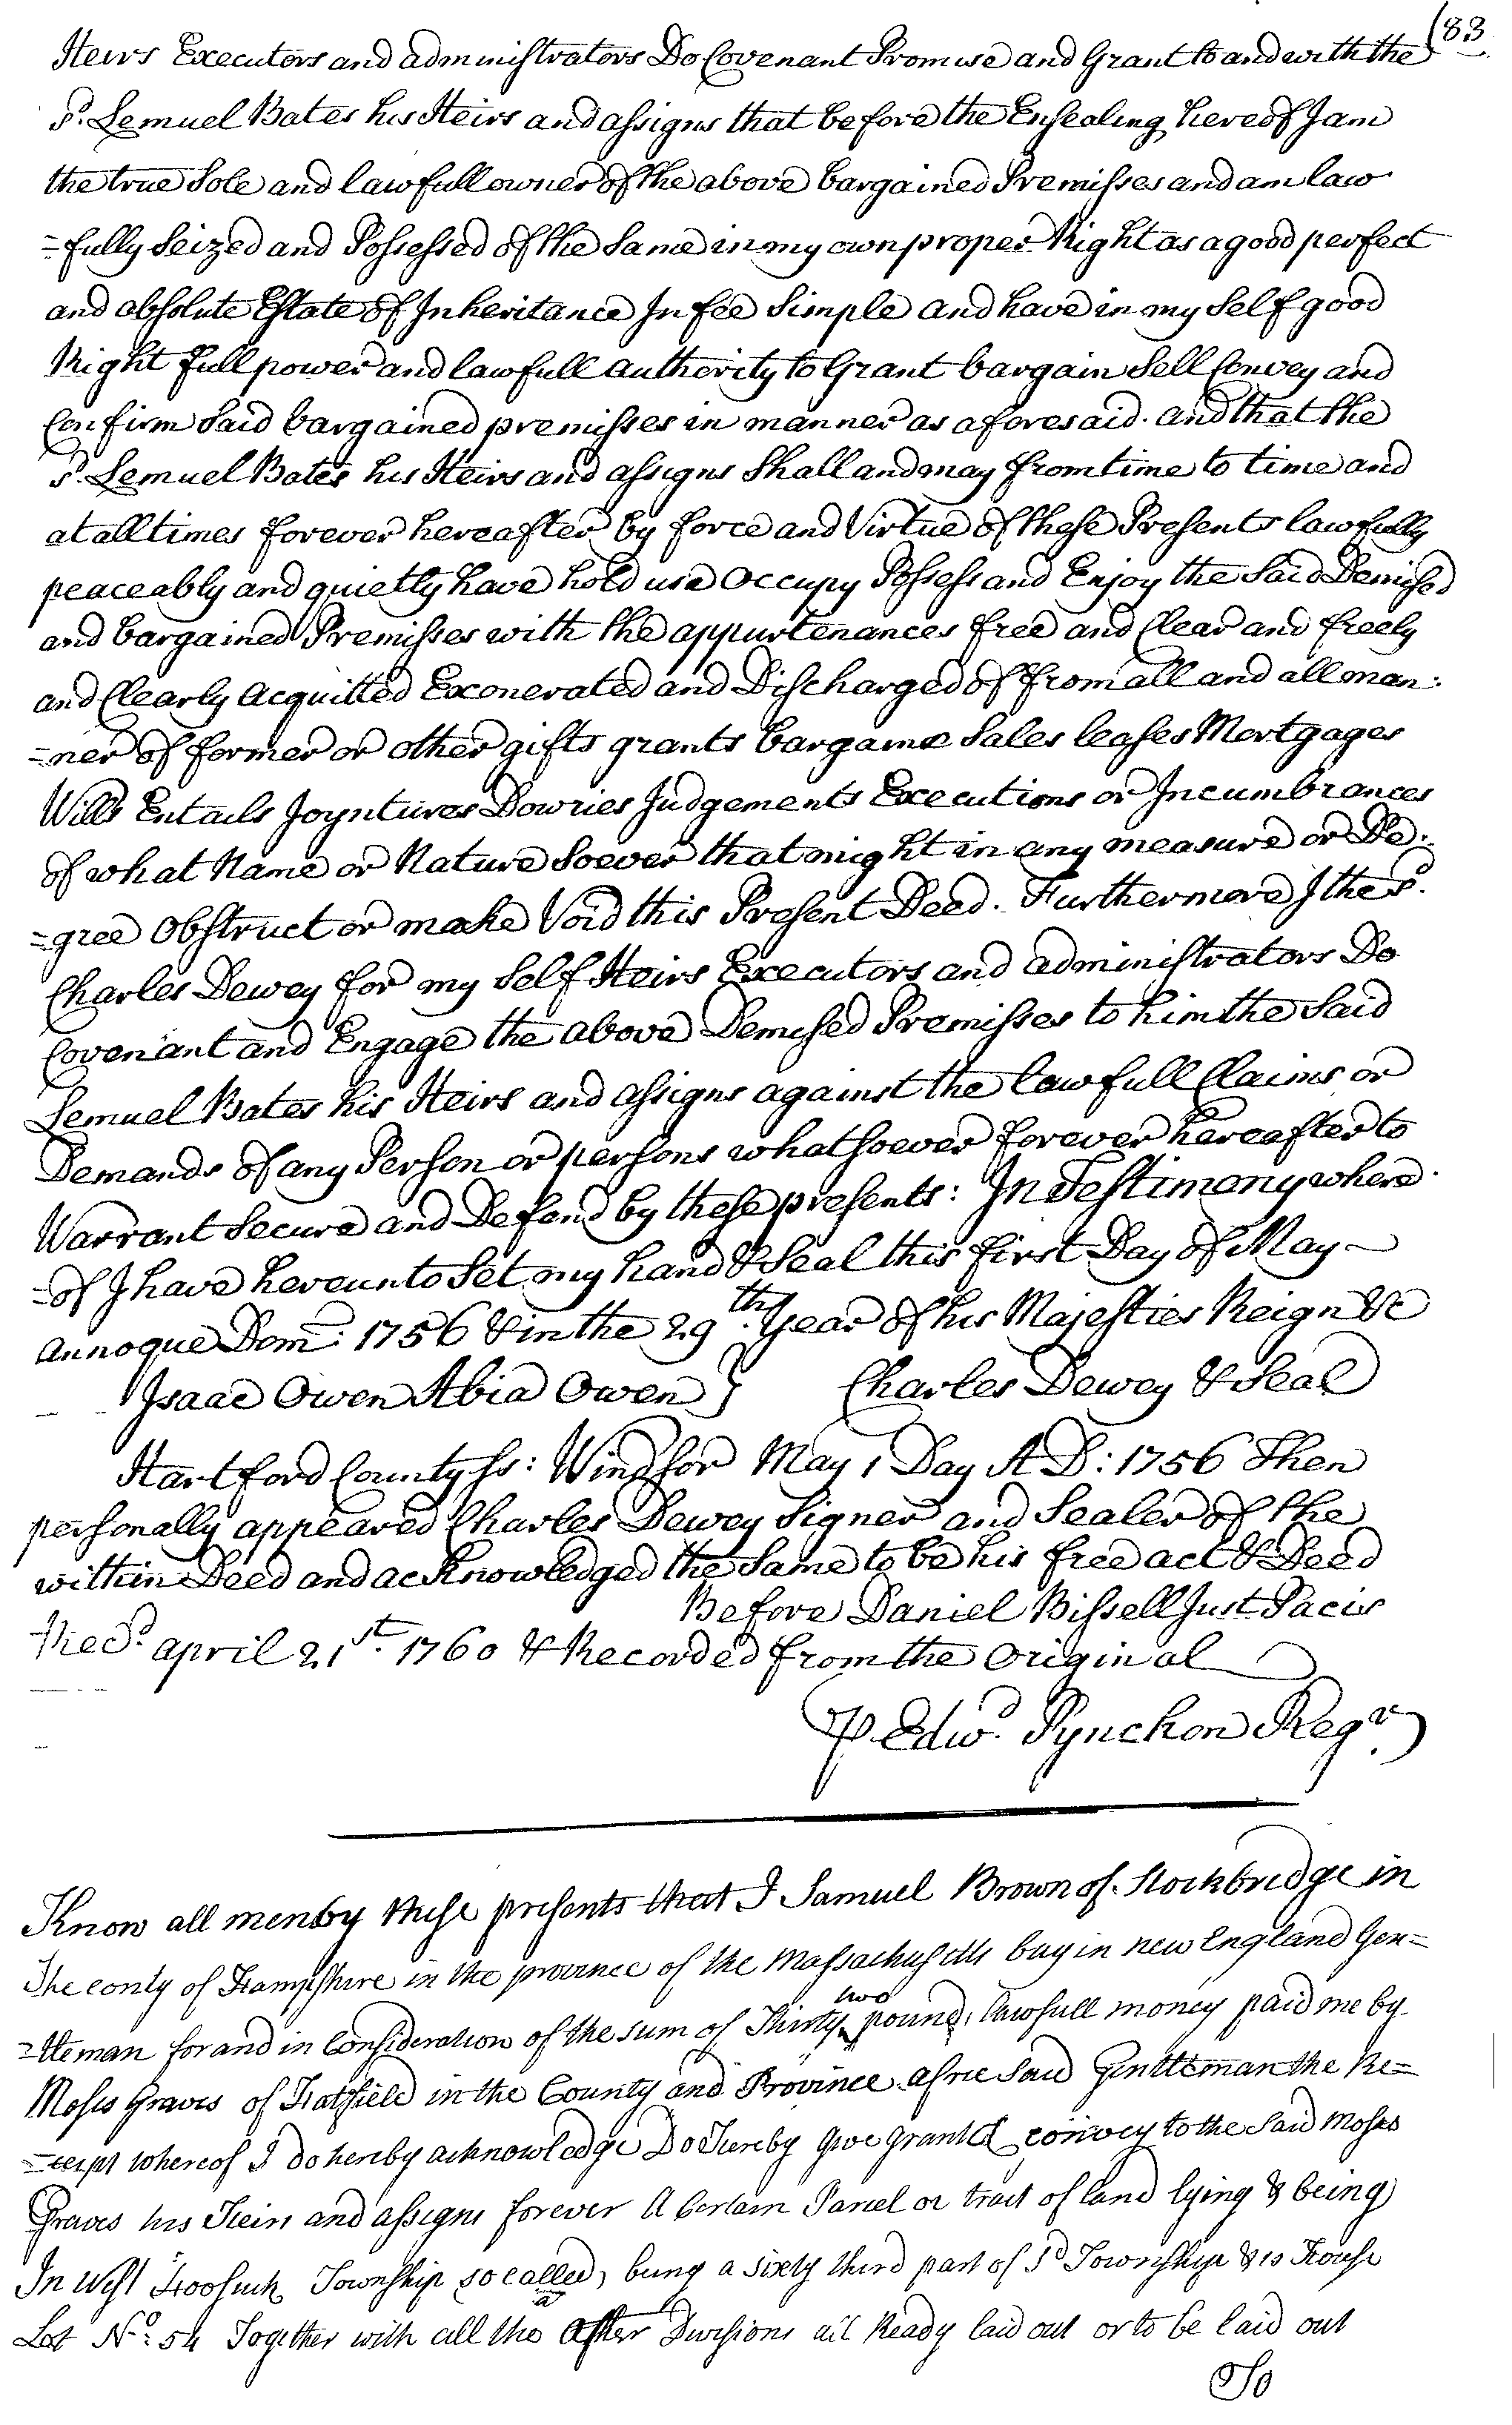 (83
Heirs Executors and administrators Do Covenant Promise and Grant to and with the
sd. Lemuel Bates his Heirs and assigns that before the Ensealing hereof I am
the true Sole and lawfull owner of the above bargained Premisses and am law
=fully Seized and Possessed of the Same in my own proper Right as a good perfect
and absolute Estate of Inheritance In fee Simple and have in my Self good
Right full power and lawfull authority to Grant bargain Sell Convey and
Confirm Said bargained premisses in manner as aforesaid. and that the
sd. Lemuel Bates his Heirs and assigns Shall and may from time to time and
at all times forever hereafter by force and Virtue of these Presents lawfully
peaceably and quietly have hold use Occupy Possess and Enjoy the Said Demised
and bargained Premisses with the appurtenances free and Clear and freely
and Clearly Acquitted Exonerated and Discharged of from all and all man:
=ner of former or other gifts grants bargains Sales leases Mortgages
Wills Entails Joyntures Dowries Judgements Executions or Incumbrances
of what Name or Nature Soever that might in any measure or De:
=gree Obstruct or make Void this Present Deed. Furthermore I the sd.
Charles Dewey for my Self Heirs Executors and administrators Do
Covenant and Engage the above Demised Premisses to him the Said
Lemuel Bates his Heirs and assigns against the lawfull Claims or
Demands of any Person or persons whatsoever forever hereafter to
Warrant Secure and Defend by these presents: In Testimony where
=of I have hereunto Set my hand & Seal this first Day of May
annoque Dom: 1756 & in the 29th. Year of his Majesties Reign &c
Isaac Owen Abia Owen } Charles Dewey & Seal
Hartford County ss: Windsor May 1 Day A D: 1756 Then
personally appeared Charles Dewey Signer and Sealer of the
within Deed and acKnowledged the Same to be his free act & Deed
Before Daniel Bissell Just Pacis
Recd. april 21st. 1760 & Recorded from the Original
⅌ Edwd. Pynchon Regr.
Know all men by these presents that I Samuel Brown of Stockbridge in
The conty of Hampshire in the province of the Massachusetts bay in new England Gen=
=tleman for and in Consideration of the sum of Thirty two pound, lawfull money paid me by
Moses Graves of Hatfield in the County and Province afore Said Gentleman the Re=
=ceipt whereof I do hereby acknowledge Do Hereby Give grant & convey to the Said Moses
Graves his Heirs and assigns forever A Certain Parcel or tract of land lying & being
In West Hoosuck Township so called, being a sixty third part of sd Township & is House
Lot No: 54 Together with all the After Divisions all Ready laid out or to be laid out
So